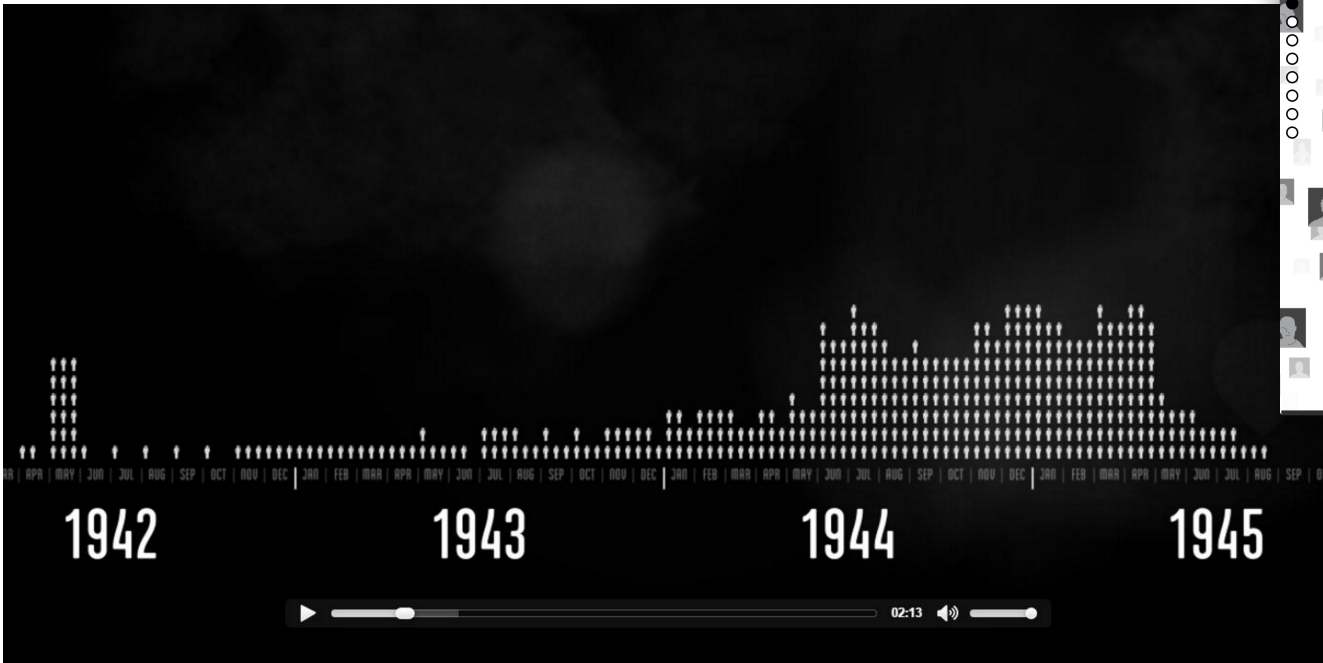 AR | APR | MAY | JUN | JUL | AUG | SEP | OCT | NOV | DEC | JAN | FEB | MAR | APR | MAY | JUN | JUL | AUG | SEP | OCT | NOV | DEC | JAN | FEB | MAR | APR | MAY | JUN | JUL | AUG | SEP | OCT | NOV | DEC | JAN | FEB | MAR | APR | MAY | JUN | JUL | AUG | SEP | O
1942 1943 1944 1945
02:13